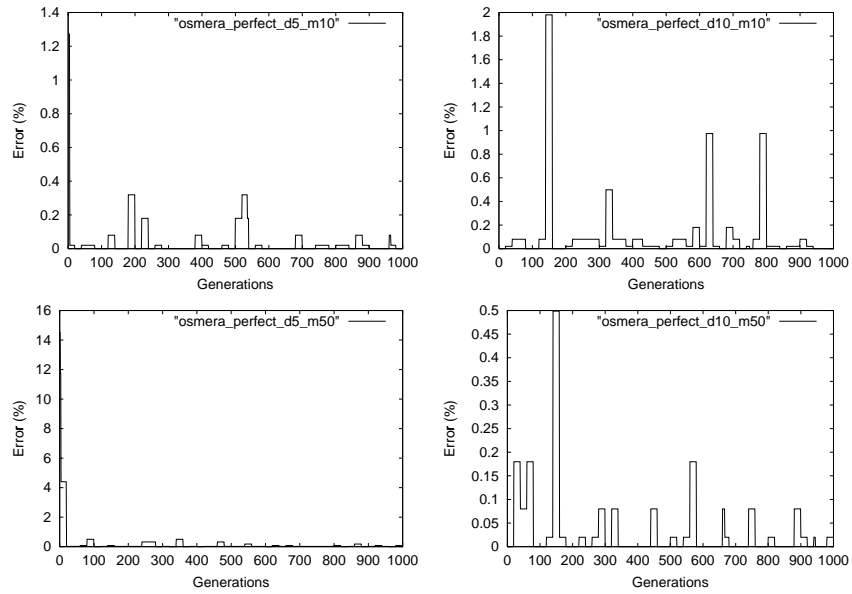 1.4
1.2
1
0.8
0.6
0.4
0.2
0
0 100 200 300 400 500 600 700 800 900 1000
Error (%)
Generations
"osmera_perfect_d5_m10"
2
1.8
1.6
1.4
1.2
1
0.8
0.6
0.4
0.2
0
0 100 200 300 400 500 600 700 800 900 1000
Error (%)
Generations
"osmera_perfect_d10_m10"
16
14
12
10
8
6
4
2
0
0 100 200 300 400 500 600 700 800 900 1000
Error (%)
Generations
"osmera_perfect_d5_m50"
0.5
0.45
0.4
0.35
0.3
0.25
0.2
0.15
0.1
0.05
0
0 100 200 300 400 500 600 700 800 900 1000
Error (%)
Generations
"osmera_perfect_d10_m50"